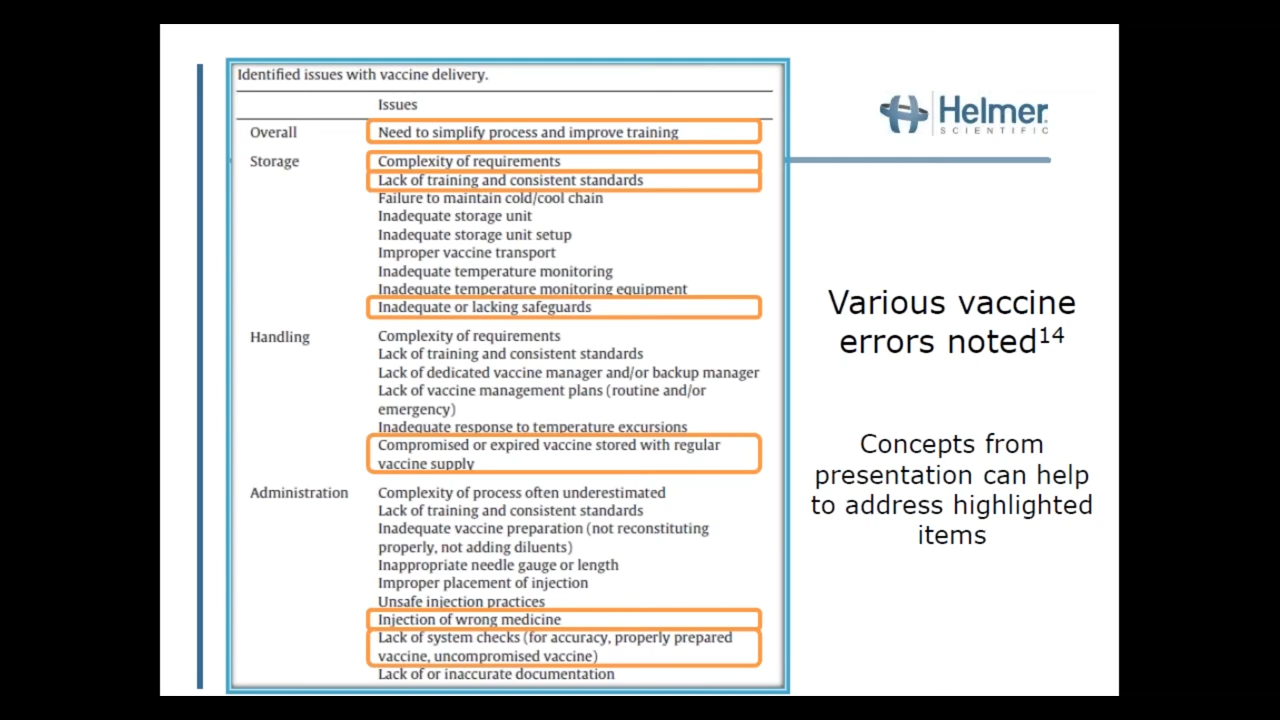 Identified issues with vaccine delivery.
Issues
Overall
Need to simplify process and improve training
Storage
Complexity of requirements
Lack of training and consistent standards
Failure to maintain cold/cool chain
Inadequate storage unit
Inadequate storage unit setup
Improper vaccine transport
Inadequate temperature monitoring
Inadequate temperature monitoring equipment
Inadequate or lacking safeguards
Handling
Complexity of requirements
Lack of training and consistent standards
Lack of dedicated vaccine manager and/or backup manager
Lack of vaccine management plans (routine and/or
emergency)
Inadequate response to temperature excursions
Compromised or expired vaccine stored with regular
vaccine supply
Administration
Complexity of process often underestimated
Lack of training and consistent standards
Inadequate vaccine preparation (not reconstituting
properly, not adding diluents)
Inappropriate needle gauge or length
Improper placement of injection
Unsafe injection practices
Injection of wrong medicine
Lack of system checks (for accuracy, properly prepared
vaccine, uncompromised vaccine)
Lack of or inaccurate documentation
Helmer
SCIENTIFIC
Various vaccine
errors noted14
Concepts from
presentation can help
to address highlighted
items